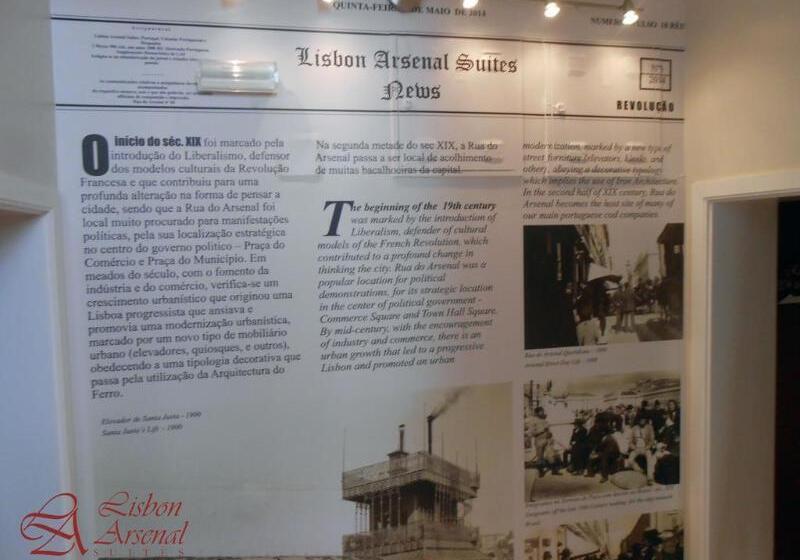 QUINTA-FEIRA DE MAIO DE 2014
Lisbon Arsenal Suites
News
REVOLUÇÃO
O início do séc. XIX foi marcado pela
introdução do Liberalismo, defensor
dos modelos culturais da Revolução
Francesa e que contribuiu para uma
profunda alteração na forma de pensar a
cidade, sendo que a Rua do Arsenal foi
local muito procurado para manifestações
políticas, pela sua localização estratégica
no centro do governo politico – Praça do
Comércio e Praça do Município. Em
meados do século, com o fomento da
indústria e do comércio, verifica-se um
crescimento urbanístico que originou uma
Lisboa progressista que ansiava e
promovia uma modernização urbanística,
marcado por um novo tipo de mobiliário
urbano (elevadores, quiosques, e outros),
obedecendo a uma tipologia decorativa que
passa pela utilização da Arquitectura do
Ferro.
Elevador de Santa Justa - 1900
Santa Justa's Life - 1900
Na segunda metade do sec XIX, a Rua do
Arsenal passa a ser local de acolhimento
de muitas bacalhoeiras da capital.
The beginning of the 19th century
was marked by the introduction of
Liberalism, defender of cultural
models of the French Revolution, which
contributed to a profound change in
thinking the city. Rua do Arsenal was a
popular location for political
demonstrations, for its strategic location
in the center of political government -
Commerce Square and Town Hall Square.
By mid-century, with the encouragement
of industry and commerce, there is an
urban growth that led to a progressive
Lisbon and promoted an urban
modernization, marked by a new type of
street furniture (elevators, kiosks, and
other), obeying a decorative typology
which implies the use of Iron Architecture.
In the second half of XIX century, Rua do
Arsenal becomes the host site of many of
our main portuguese cod companies.
Lisbon
Arsenal
SUITES